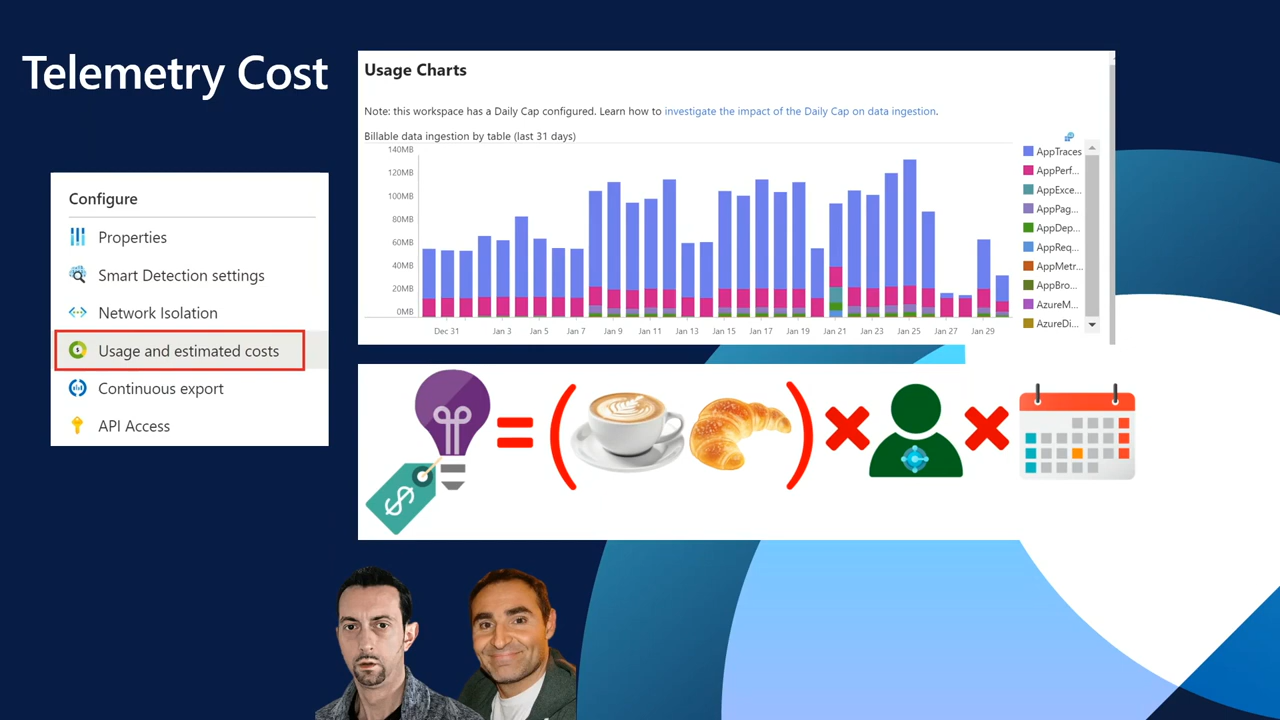 Telemetry Cost
Configure
Properties
Smart Detection settings
Network Isolation
Usage and estimated costs
Continuous export
API Access
Usage Charts
Note: this workspace has a Daily Cap configured. Learn how to investigate the impact of the Daily Cap on data ingestion.
Billable data ingestion by table (last 31 days)
140MB
120MB
100MB
80MB
60MB
40MB
20MB
0MB
Dec 31 Jan 3 Jan 5 Jan 7 Jan 9 Jan 11 Jan 13 Jan 15 Jan 17 Jan 19 Jan 21 Jan 23 Jan 25 Jan 27 Jan 29
AppTraces
AppPerf...
AppExce...
AppPag...
AppDep...
AppReq...
AppMetr...
AppBro...
AzureM...
AzureDi...
$ = ( ) × ×